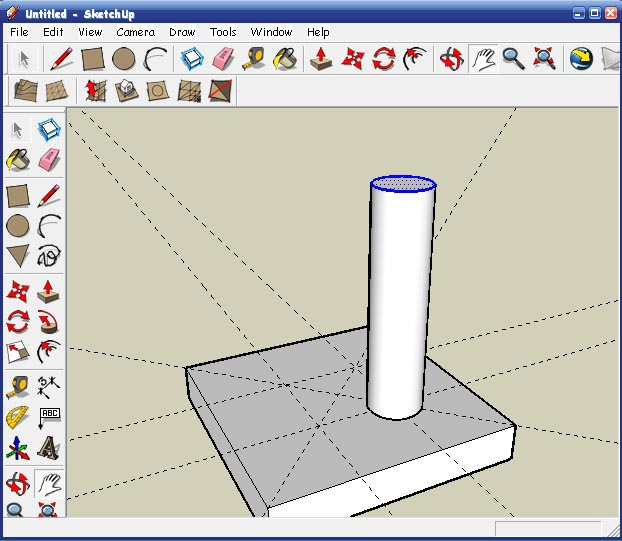 Untitled - SketchUp
File Edit View Camera Draw Tools Window Help
ABC
A